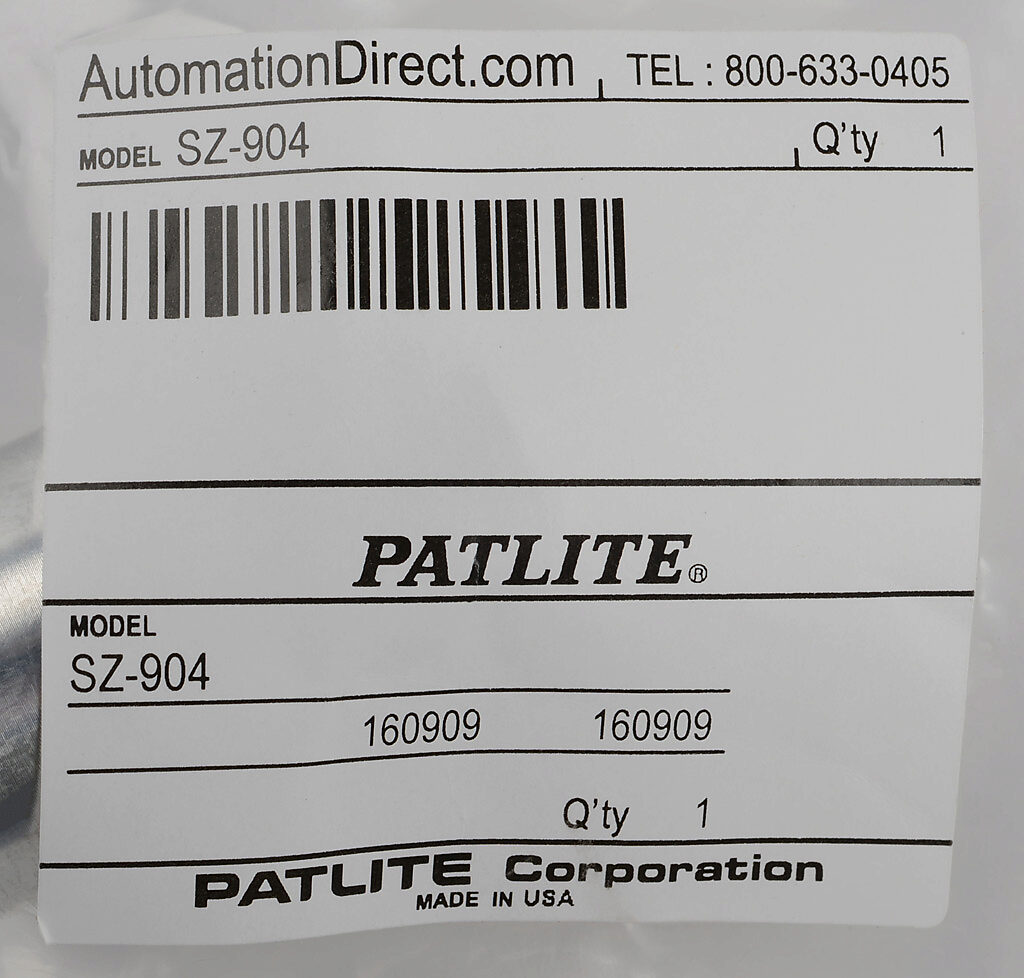 AutomationDirect.com TEL : 800-633-0405
MODEL SZ-904 Q'ty 1
PATLITE®
MODEL
SZ-904
160909 160909
Q'ty 1
PATLITE Corporation
MADE IN USA